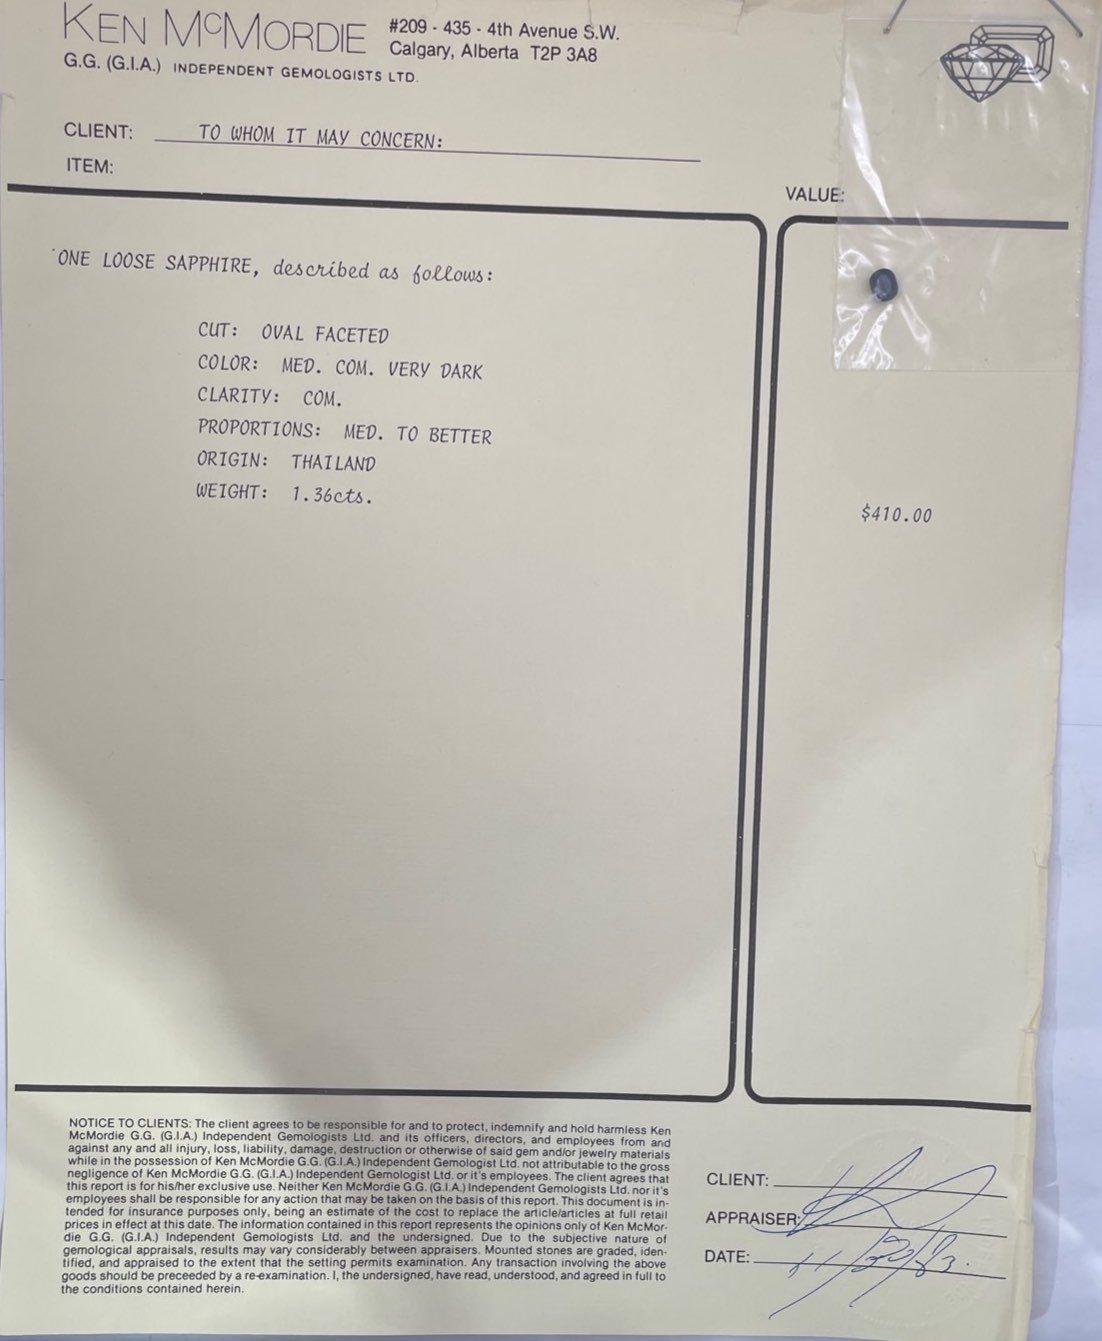 KEN MCMORDIE
#209 - 435 - 4th Avenue S.W.
Calgary, Alberta T2P 3A8
G.G. (G.I.A.) INDEPENDENT GEMOLOGISTS LTD.
CLIENT: TO WHOM IT MAY CONCERN:
ITEM:
VALUE:
ONE LOOSE SAPPHIRE, described as follows:
CUT: OVAL FACETED
COLOR: MED. COM. VERY DARK
CLARITY: COM.
PROPORTIONS: MED. TO BETTER
ORIGIN: THAILAND
WEIGHT: 1.36cts.
$410.00
NOTICE TO CLIENTS: The client agrees to be responsible for and to protect, indemnify and hold harmless Ken
McMordie G.G. (G.I.A.) Independent Gemologists Ltd. and its officers, directors, and employees from and
against any and all injury, loss, liability, damage, destruction or otherwise of said gem and/or jewelry materials
while in the possession of Ken McMordie G.G. (G.I.A.) Independent Gemologist Ltd. not attributable to the gross
negligence of Ken McMordie G.G. (G.I.A.) Independent Gemologist Ltd. or it's employees. The client agrees that
this report is for his/her exclusive use. Neither Ken McMordie G.G. (G.I.A.) Independent Gemologists Ltd. nor it's
employees shall be responsible for any action that may be taken on the basis of this report. This document is in-
tended for insurance purposes only, being an estimate of the cost to replace the article/articles at full retail
prices in effect at this date. The information contained in this report represents the opinions only of Ken McMor-
die G.G. (G.I.A.) Independent Gemologists Ltd. and the undersigned. Due to the subjective nature of
gemological appraisals, results may vary considerably between appraisers. Mounted stones are graded, iden-
tified, and appraised to the extent that the setting permits examination. Any transaction involving the above
goods should be preceeded by a re-examination. I, the undersigned, have read, understood, and agreed in full to
the conditions contained herein.
CLIENT:
APPRAISER:
DATE: 11/22/83.